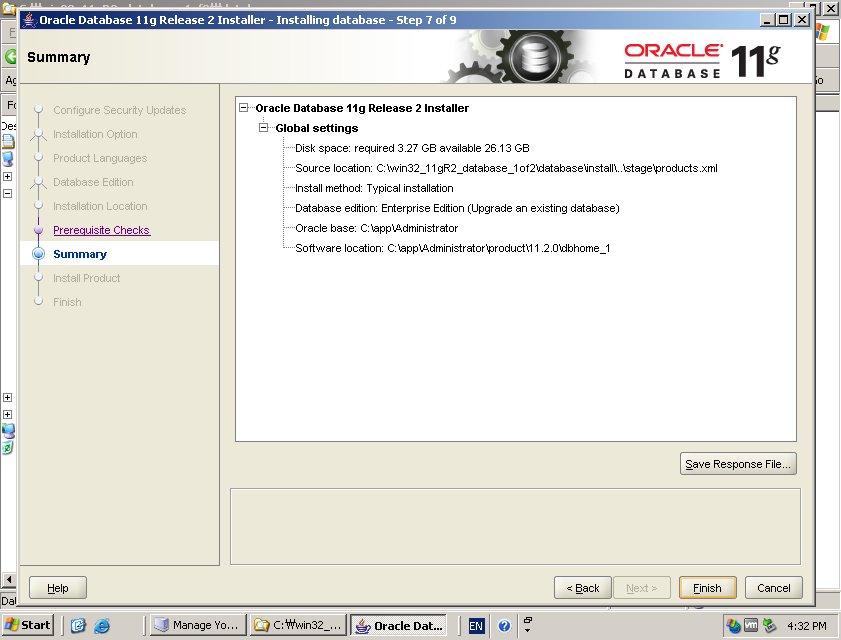 Oracle Database 11g Release 2 Installer - Installing database - Step 7 of 9
Summary
ORACLE
DATABASE
11g
Configure Security Updates
Installation Option
Product Languages
Database Edition
Installation Location
Prerequisite Checks
Summary
Install Product
Finish
Oracle Database 11g Release 2 Installer
Global settings
Disk space: required 3.27 GB available 26.13 GB
Source location: C:\win32_11gR2_database_1of2\database\install\..\stage\products.xml
Install method: Typical installation
Database edition: Enterprise Edition (Upgrade an existing database)
Oracle base: C:\app\Administrator
Software location: C:\app\Administrator\product\11.2.0\dbhome_1
Save Response File...
Help
< Back
Next >
Finish
Cancel
Start
Manage Yo...
C:₩win32_...
Oracle Dat...
EN
4:32 PM